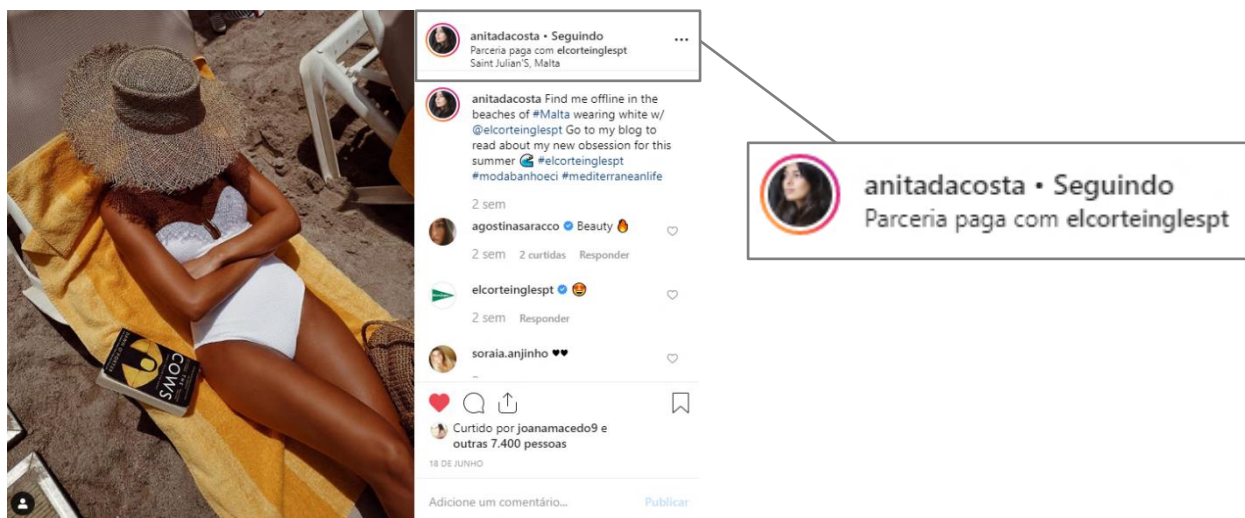 anitadacosta • Seguindo
Parceria paga com elcorteinglespt
Saint Julian'S, Malta
anitadacosta Find me offline in the
beaches of #Malta wearing white w/
@elcorteinglespt Go to my blog to
read about my new obsession for this
summer 🌊 #elcorteinglespt
#modabanhoeci #mediterraneanlife
2 sem
agostinasaracco Beauty 🔥
2 sem 2 curtidas Responder
elcorteinglespt 🤩
2 sem Responder
soraia.anjinho ♥♥
Curtido por joanamacedo9 e
outras 7.400 pessoas
18 DE JUNHO
Adicione um comentário... Publicar
anitadacosta • Seguindo
Parceria paga com elcorteinglespt
THE
COWS